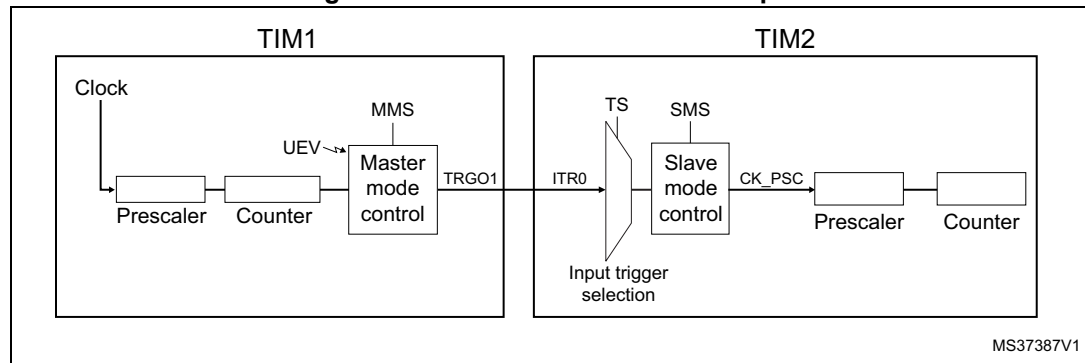 TIM1
TIM2
Clock
MMS
TS
SMS
UEV
Master
mode
control
TRGO1
ITR0
Slave
mode
control
CK_PSC
Prescaler
Counter
Prescaler
Counter
Input trigger
selection
MS37387V1